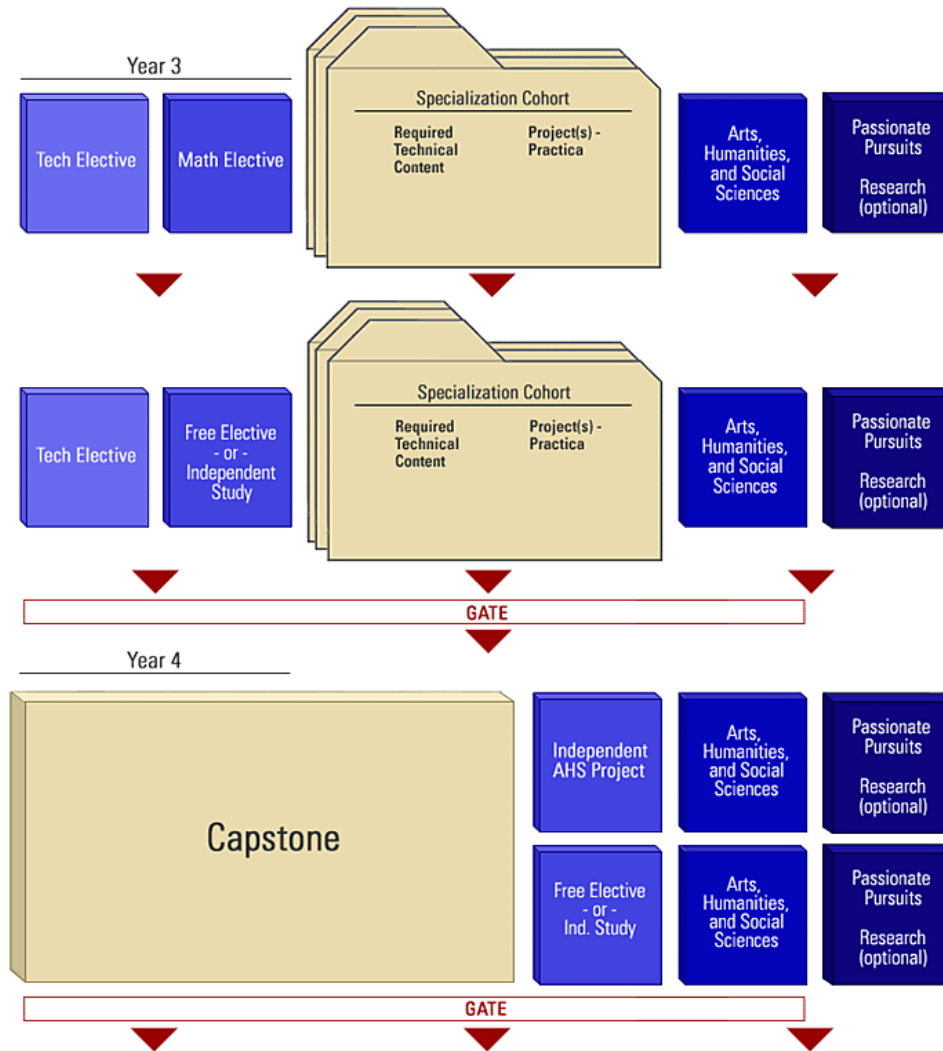 Year 3
Tech Elective
Math Elective
Specialization Cohort
Required
Technical
Content
Project(s) -
Practica
Arts,
Humanities,
and Social
Sciences
Passionate
Pursuits
Research
(optional)
Tech Elective
Free Elective
- or -
Independent
Study
Specialization Cohort
Required
Technical
Content
Project(s) -
Practica
Arts,
Humanities,
and Social
Sciences
Passionate
Pursuits
Research
(optional)
GATE
Year 4
Capstone
Independent
AHS Project
Arts,
Humanities,
and Social
Sciences
Passionate
Pursuits
Research
(optional)
Free Elective
- or -
Ind. Study
Arts,
Humanities,
and Social
Sciences
Passionate
Pursuits
Research
(optional)
GATE